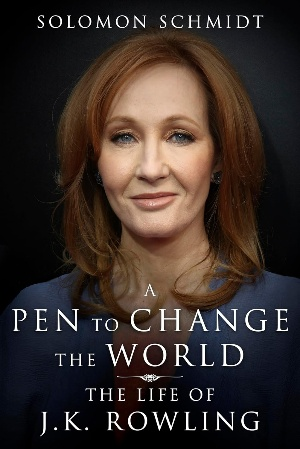 SOLOMON SCHMIDT
A
PEN TO CHANGE
THE WORLD
THE LIFE OF
J.K. ROWLING